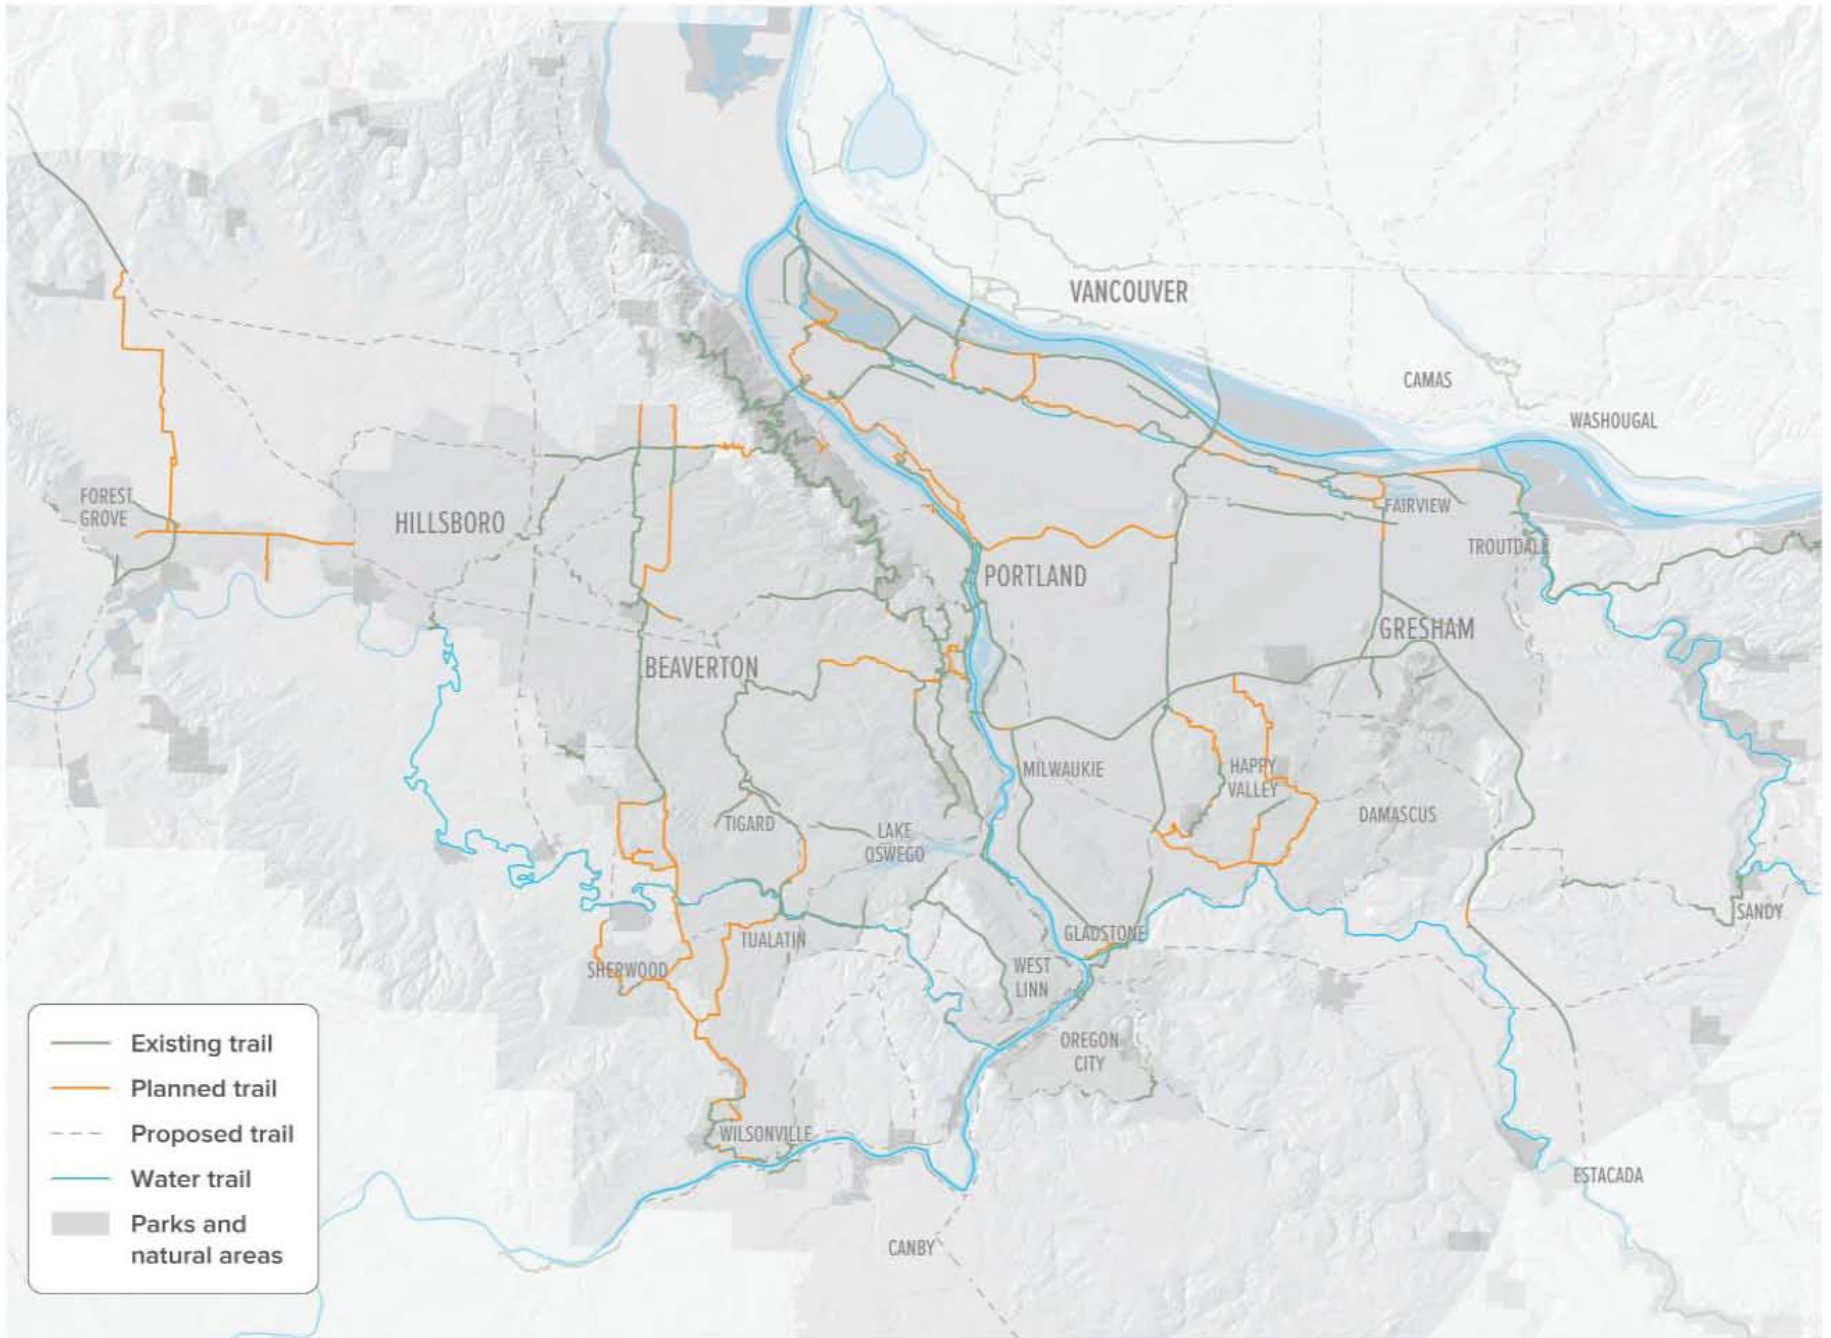 VANCOUVER
CAMAS
WASHOUGAL
FOREST
GROVE
HILLSBORO
FAIRVIEW
TROUTDALE
PORTLAND
GRESHAM
BEAVERTON
MILWAUKIE
HAPPY
VALLEY
DAMASCUS
TIGARD
LAKE
OSWEGO
SANDY
GLADSTONE
TUALATIN
SHERWOOD
WEST
LINN
OREGON
CITY
WILSONVILLE
ESTACADA
CANBY
Existing trail
Planned trail
Proposed trail
Water trail
Parks and
natural areas